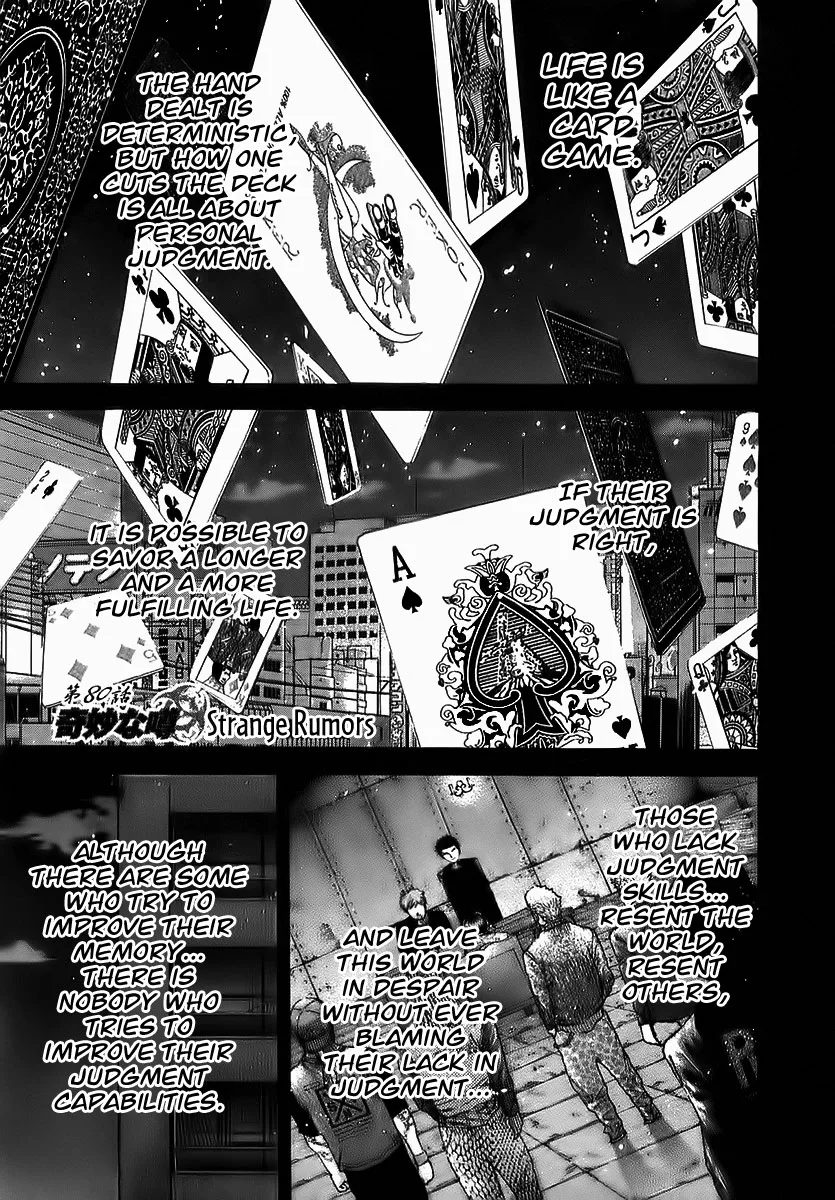 LIFE IS
LIKE A
CARD
GAME.
THE HAND
DEALT IS
DETERMINISTIC,
BUT HOW ONE
CUTS THE DECK
IS ALL ABOUT
PERSONAL
JUDGMENT.
JOKER
J
J
IF THEIR
JUDGMENT IS
RIGHT,
IT IS POSSIBLE TO
SAVOR A LONGER
AND A MORE
FULFILLING LIFE.
A
9
2
Q
5
第80話
奇妙な噂
Strange Rumors
THOSE
WHO LACK
JUDGMENT
SKILLS...
RESENT THE
WORLD,
RESENT
OTHERS,
AND LEAVE
THIS WORLD
IN DESPAIR
WITHOUT EVER
BLAMING
THEIR LACK IN
JUDGMENT...
R
ALTHOUGH
THERE ARE SOME
WHO TRY TO
IMPROVE THEIR
MEMORY...
THERE IS
NOBODY WHO
TRIES TO
IMPROVE THEIR
JUDGMENT
CAPABILITIES.